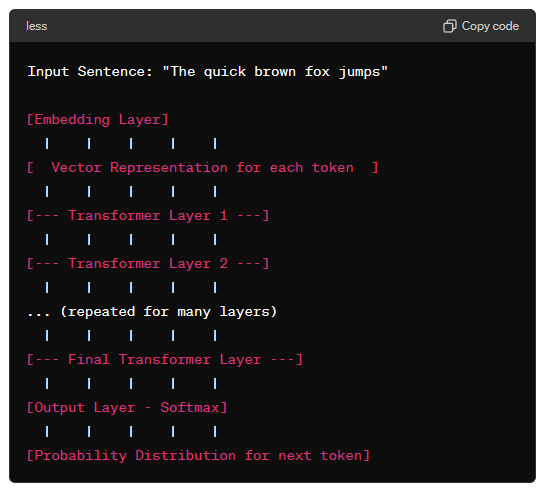 less
Copy code
Input Sentence: "The quick brown fox jumps"
[Embedding Layer]
| | | | |
[ Vector Representation for each token ]
| | | | |
[--- Transformer Layer 1 ---]
| | | | |
[--- Transformer Layer 2 ---]
| | | | |
... (repeated for many layers)
| | | | |
[--- Final Transformer Layer ---]
| | | | |
[Output Layer - Softmax]
| | | | |
[Probability Distribution for next token]